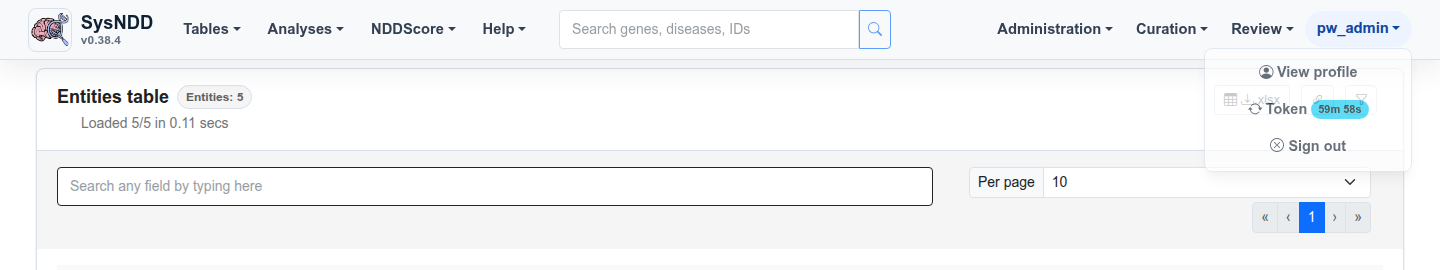 SysNDD
v0.38.4
Tables
Analyses
NDDScore
Help
Search genes, diseases, IDs
Administration
Curation
Review
pw_admin
View profile
Entities table
Entities: 5
.xlsx
Token 59m 58s
Loaded 5/5 in 0.11 secs
Sign out
Search any field by typing here
Per page
10
« ‹ 1 › »